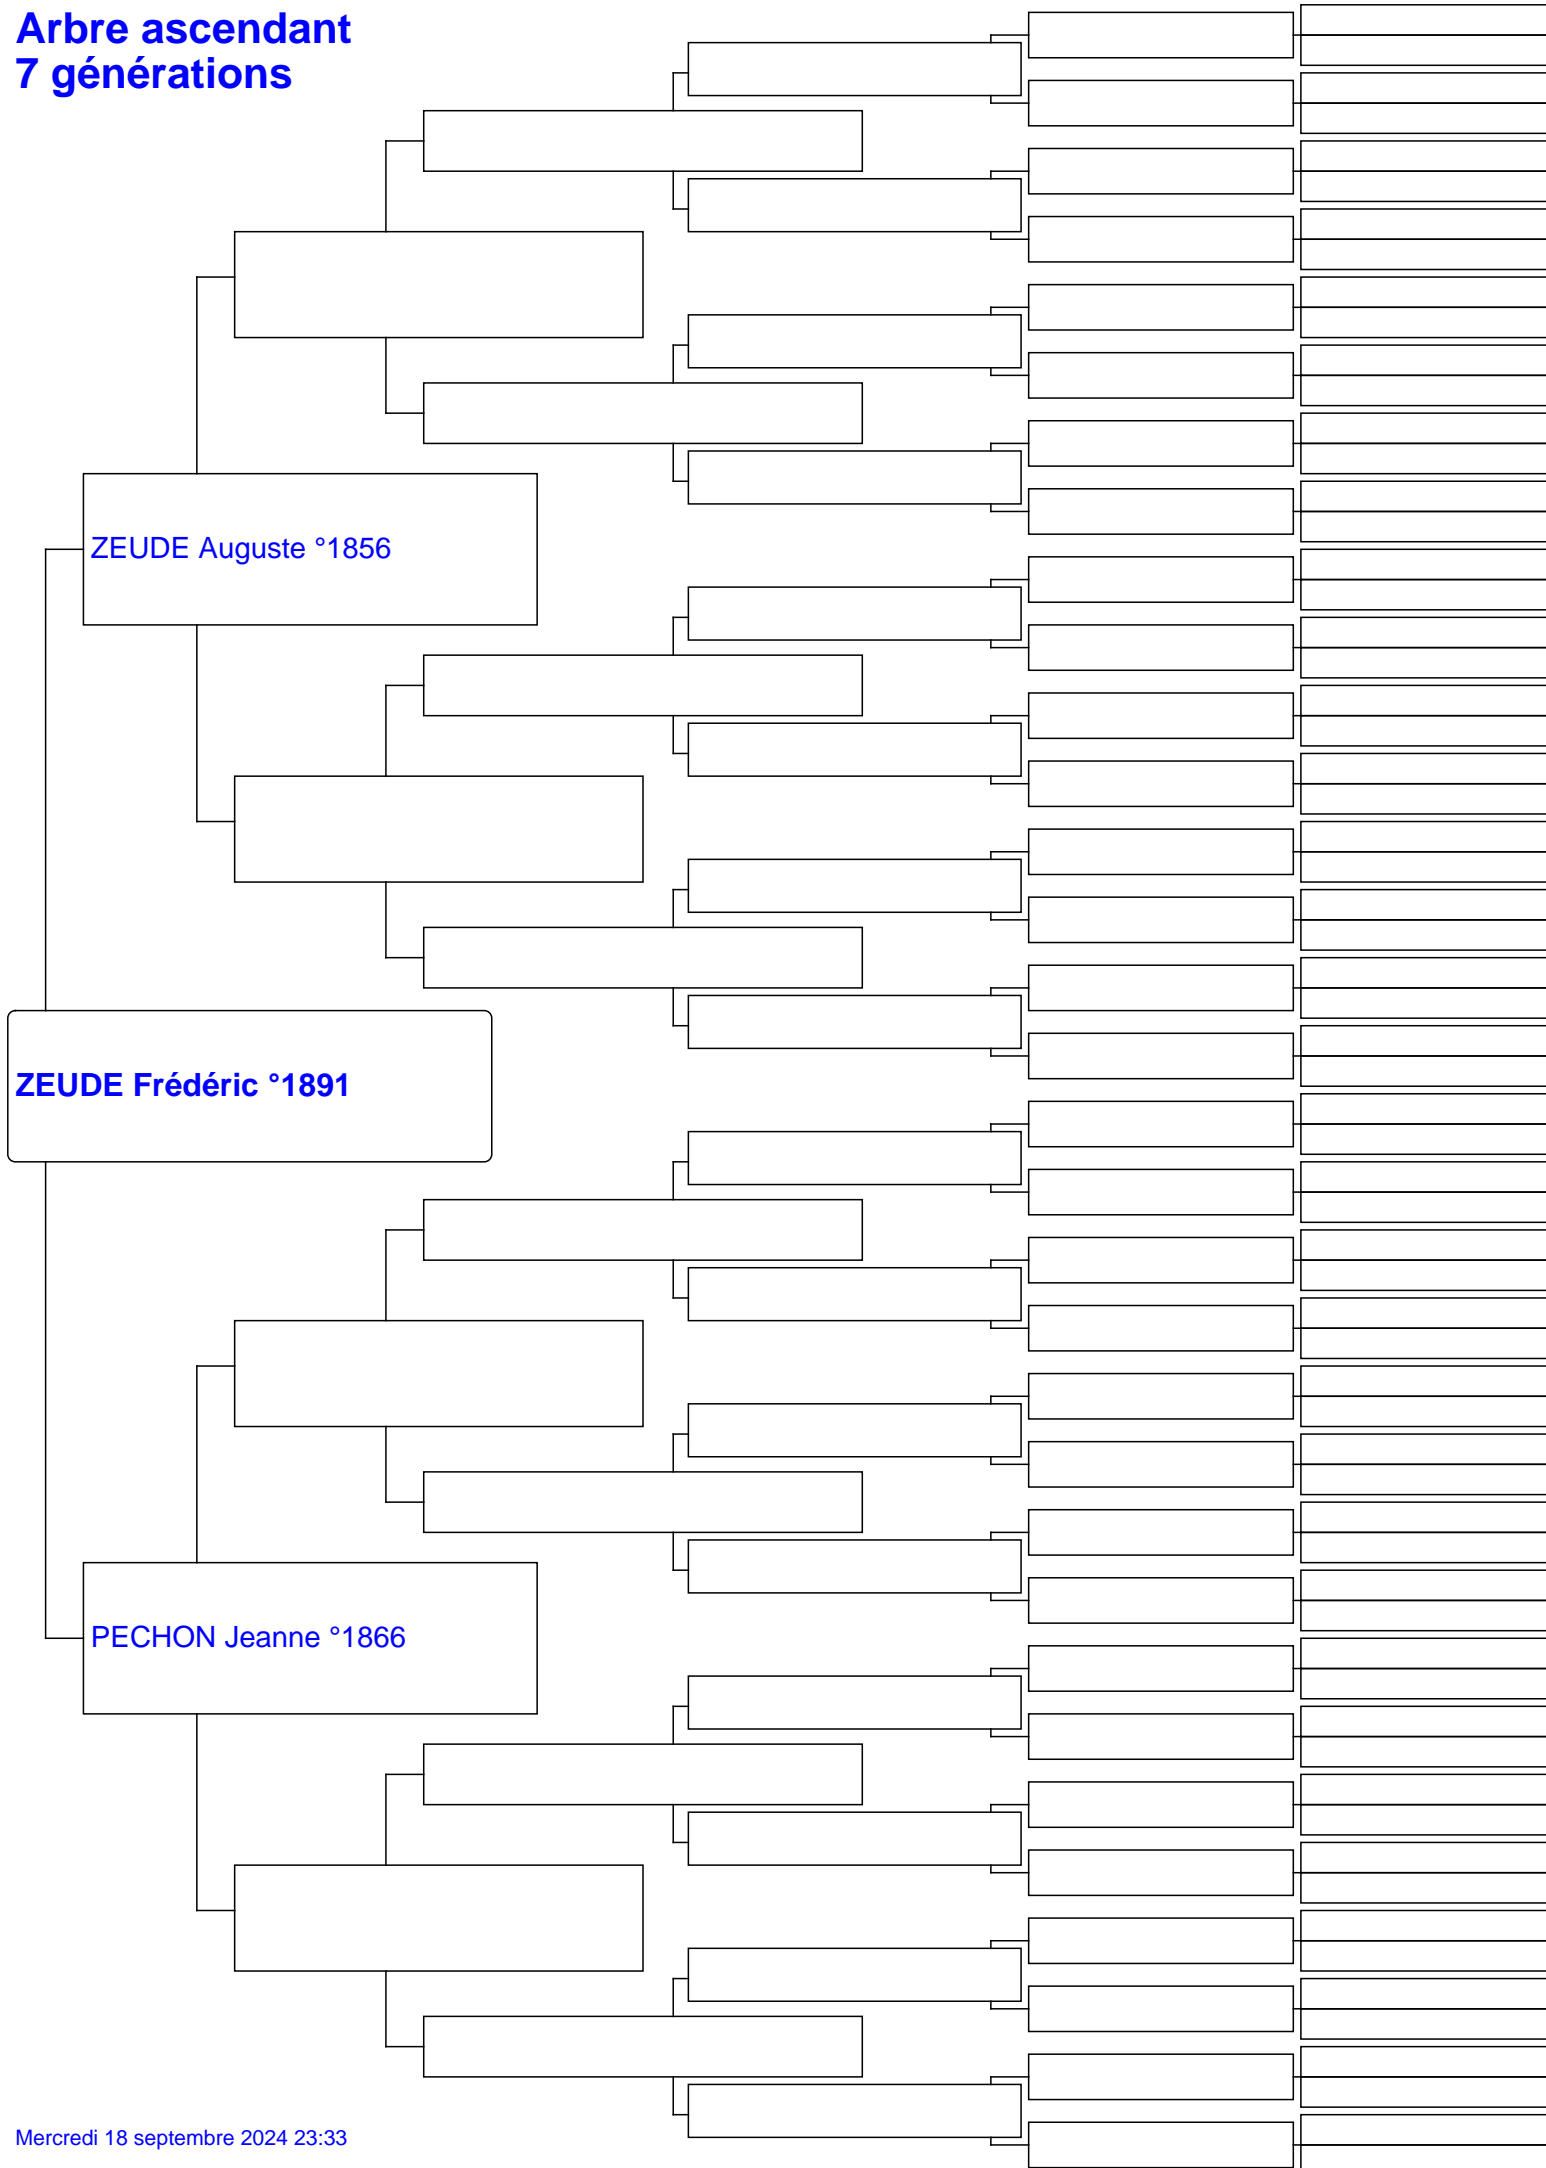 Arbre ascendant
7 générations
ZEUDE Auguste °1856
ZEUDE Frédéric °1891
PECHON Jeanne °1866
Mercredi 18 septembre 2024 23:33